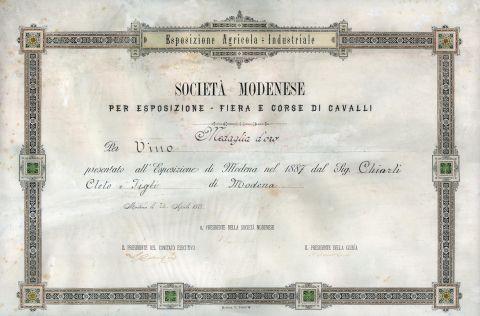 Esposizione Agricola - Industriale
SOCIETÀ MODENESE
PER ESPOSIZIONE - FIERA E CORSE DI CAVALLI
Medaglia d'oro
Per Vino
presentato all'Esposizione di Modena nel 1887 dal Sig. Chiarli
Cleto e Figli di Modena
Modena li Aprile
IL PRESIDENTE DELLA SOCIETÀ MODENESE
IL PRESIDENTE DEL COMITATO ESECUTIVO
IL PRESIDENTE DELLA GIURIA